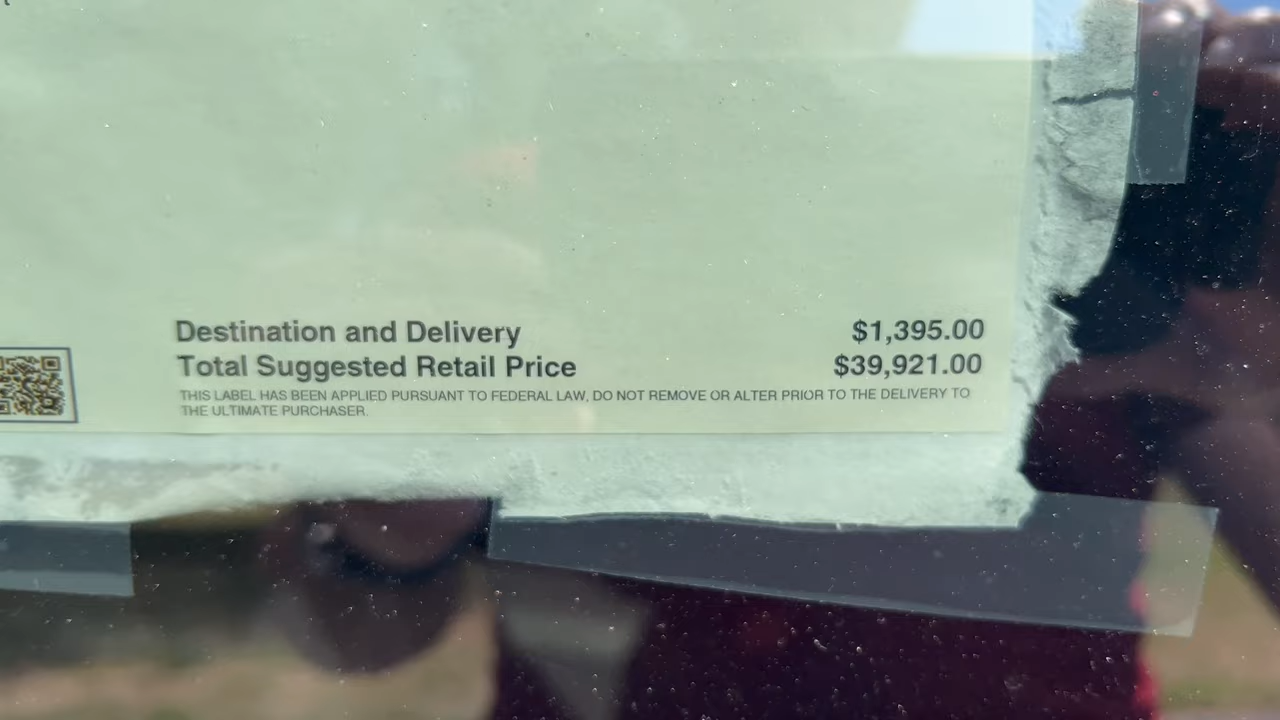 Destination and Delivery $1,395.00
Total Suggested Retail Price $39,921.00
THIS LABEL HAS BEEN APPLIED PURSUANT TO FEDERAL LAW, DO NOT REMOVE OR ALTER PRIOR TO THE DELIVERY TO
THE ULTIMATE PURCHASER.